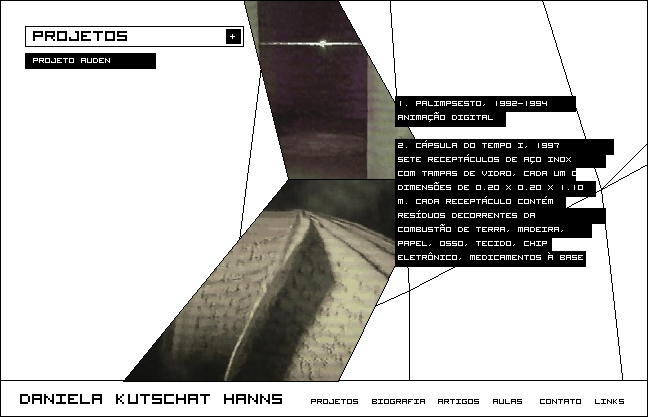 PROJETOS +
PROJETO AUDEN
1. PALIMPSESTO, 1992-1994
ANIMAÇÃO DIGITAL
2. CÁPSULA DO TEMPO I, 1997
SETE RECEPTÁCULOS DE AÇO INOX
COM TAMPAS DE VIDRO, CADA UM C
DIMENSÕES DE 0.20 X 0.20 X 1.10
M. CADA RECEPTÁCULO CONTÉM
RESÍDUOS DECORRENTES DA
COMBUSTÃO DE TERRA, MADEIRA,
PAPEL, OSSO, TECIDO, CHIP
ELETRÔNICO, MEDICAMENTOS À BASE
DANIELA KUTSCHAT HANNS PROJETOS BIOGRAFIA ARTIGOS AULAS CONTATO LINKS